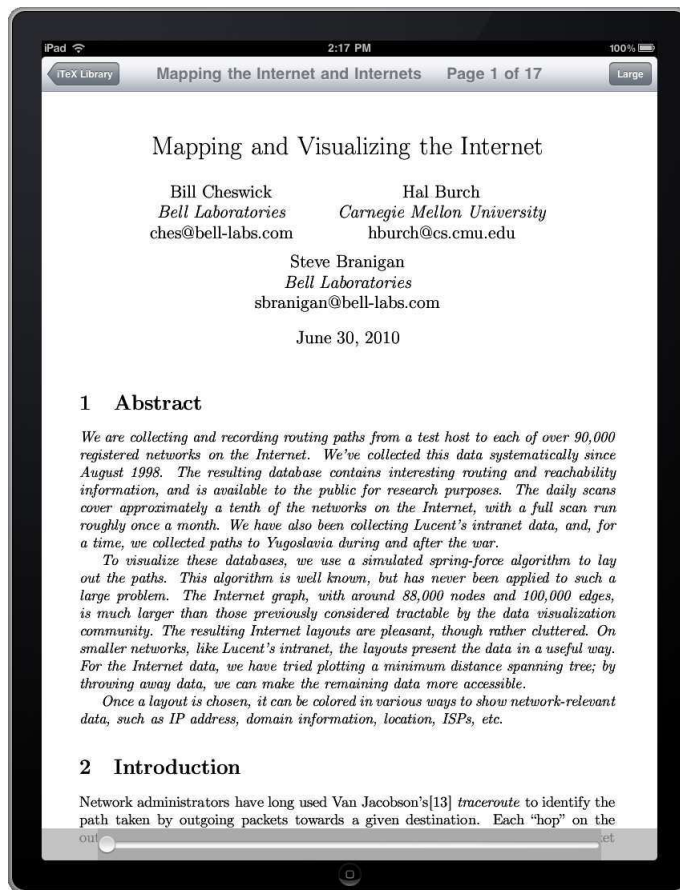 iPad 2:17 PM 100%
iTeX Library Mapping the Internet and Internets Page 1 of 17 Large
Mapping and Visualizing the Internet
Bill Cheswick Hal Burch
Bell Laboratories Carnegie Mellon University
ches@bell-labs.com hburch@cs.cmu.edu
Steve Branigan
Bell Laboratories
sbranigan@bell-labs.com
June 30, 2010
1 Abstract
We are collecting and recording routing paths from a test host to each of over 90,000
registered networks on the Internet. We've collected this data systematically since
August 1998. The resulting database contains interesting routing and reachability
information, and is available to the public for research purposes. The daily scans
cover approximately a tenth of the networks on the Internet, with a full scan run
roughly once a month. We have also been collecting Lucent's intranet data, and, for
a time, we collected paths to Yugoslavia during and after the war.
To visualize these databases, we use a simulated spring-force algorithm to lay
out the paths. This algorithm is well known, but has never been applied to such a
large problem. The Internet graph, with around 88,000 nodes and 100,000 edges,
is much larger than those previously considered tractable by the data visualization
community. The resulting Internet layouts are pleasant, though rather cluttered. On
smaller networks, like Lucent's intranet, the layouts present the data in a useful way.
For the Internet data, we have tried plotting a minimum distance spanning tree; by
throwing away data, we can make the remaining data more accessible.
Once a layout is chosen, it can be colored in various ways to show network-relevant
data, such as IP address, domain information, location, ISPs, etc.
2 Introduction
Network administrators have long used Van Jacobson's[13] traceroute to identify the
path taken by outgoing packets towards a given destination. Each “hop” on the